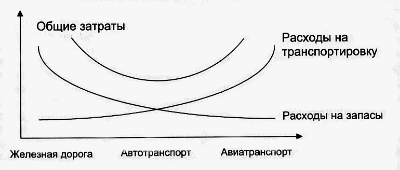 Общие затраты
Расходы на
транспортировку
Расходы на запасы
Железная дорога Автотранспорт Авиатранспорт